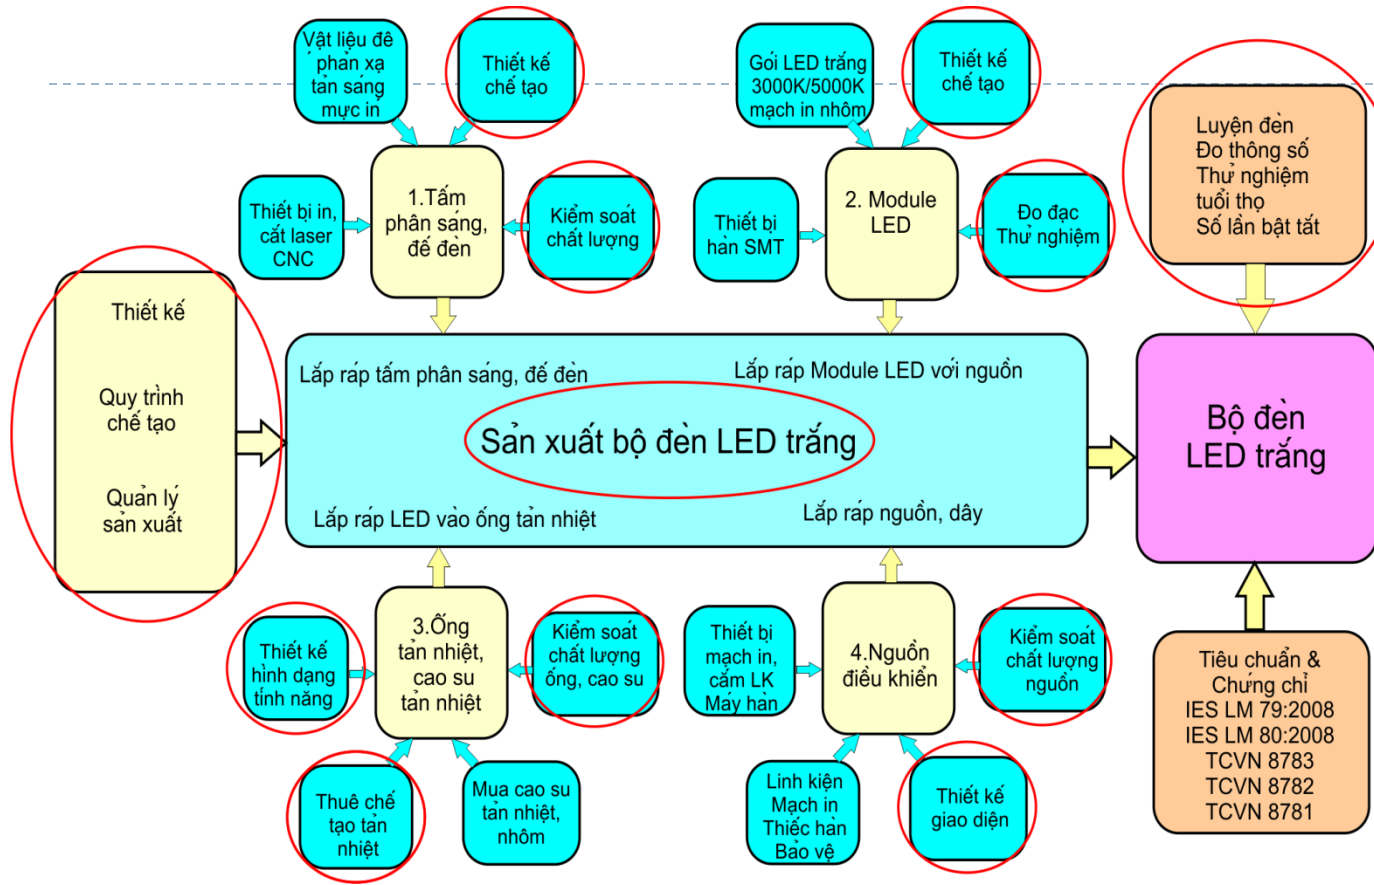 Vật liệu đê
phản xạ
tản sáng
mực in
Thiết kế
chế tạo
Gói LED trắng
3000K/5000K
mạch in nhôm
Thiết kế
chế tạo
Luyện đèn
Đo thông số
Thử nghiệm
tuổi thọ
Số lần bật tắt
Thiết bị in,
cắt laser
CNC
1.Tấm
phân sáng,
đế đèn
Kiểm soát
chất lượng
Thiết bị
hàn SMT
2. Module
LED
Đo đạc
Thử nghiệm
Thiết kế
Quy trình
chế tạo
Quản lý
sản xuất
Lắp ráp tấm phân sáng, đế đèn
Lắp ráp Module LED với nguồn
Sản xuất bộ đèn LED trắng
Lắp ráp LED vào ống tản nhiệt
Lắp ráp nguồn, dây
Bộ đèn
LED trắng
Thiết kế
hình dạng
tính năng
3.Ống
tản nhiệt,
cao su
tản nhiệt
Kiểm soát
chất lượng
ống, cao su
Thiết bị
mạch in,
cắm LK
Máy hàn
4.Nguồn
điều khiển
Kiểm soát
chất lượng
nguồn
Tiêu chuẩn &
Chứng chỉ
IES LM 79:2008
IES LM 80:2008
TCVN 8783
TCVN 8782
TCVN 8781
Thuê chế
tạo tản
nhiệt
Mua cao su
tản nhiệt,
nhôm
Linh kiện
Mạch in
Thiếc hàn
Bảo vệ
Thiết kế
giao diện